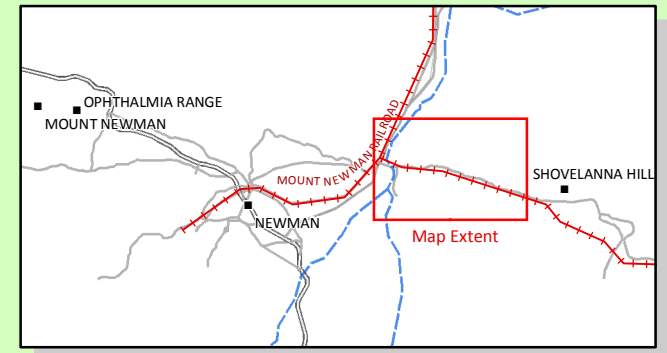 OPHTHALMIA RANGE
MOUNT NEWMAN
MOUNT NEWMAN RAILROAD
SHOVELANNA HILL
NEWMAN
Map Extent